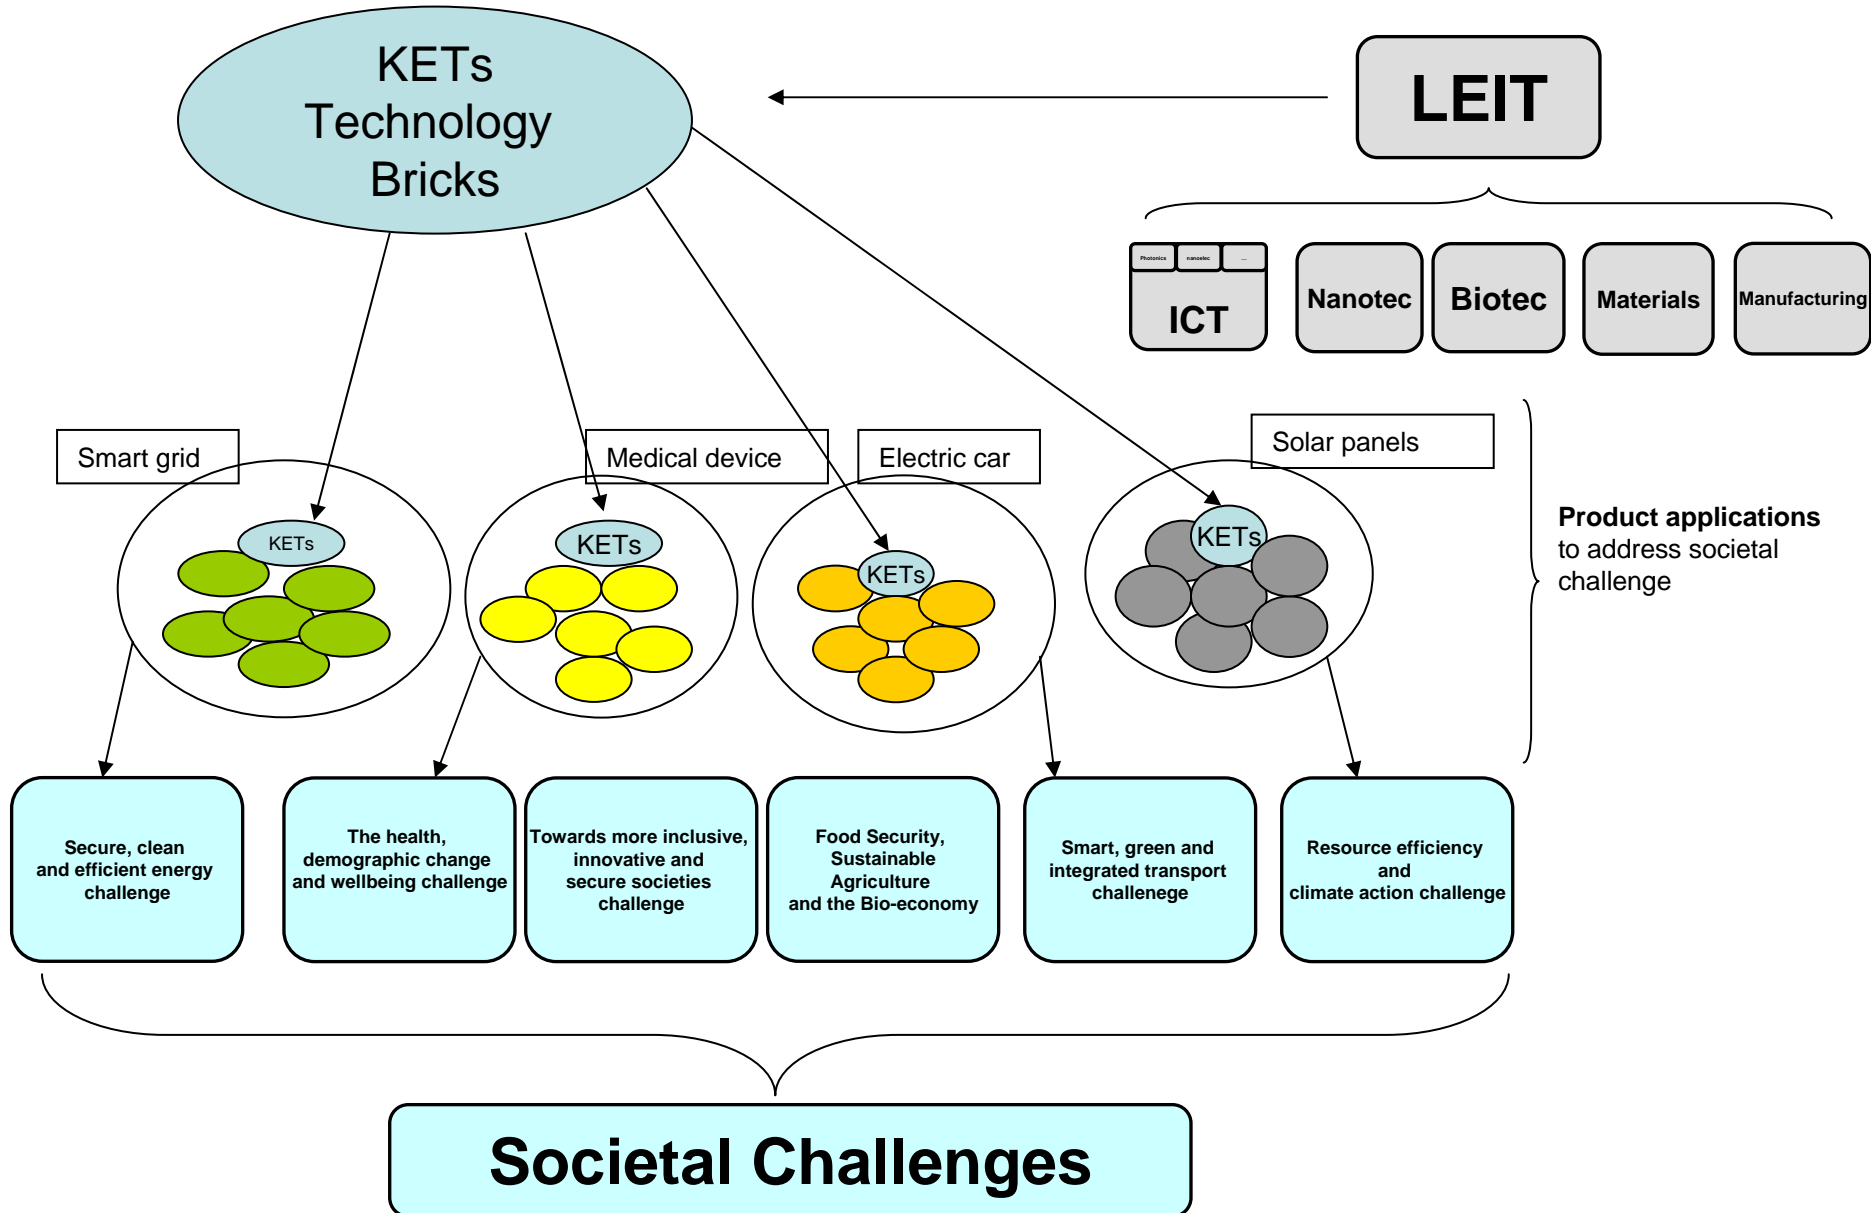 KETs
Technology
Bricks
LEIT
Photonics
nanoelec
....
ICT
Nanotec
Biotec
Materials
Manufacturing
Smart grid
Medical device
Electric car
Solar panels
KETs
KETs
KETs
KETs
Product applications
to address societal
challenge
Secure, clean
and efficient energy
challenge
The health,
demographic change
and wellbeing challenge
Towards more inclusive,
innovative and
secure societies
challenge
Food Security,
Sustainable
Agriculture
and the Bio-economy
Smart, green and
integrated transport
challenege
Resource efficiency
and
climate action challenge
Societal Challenges